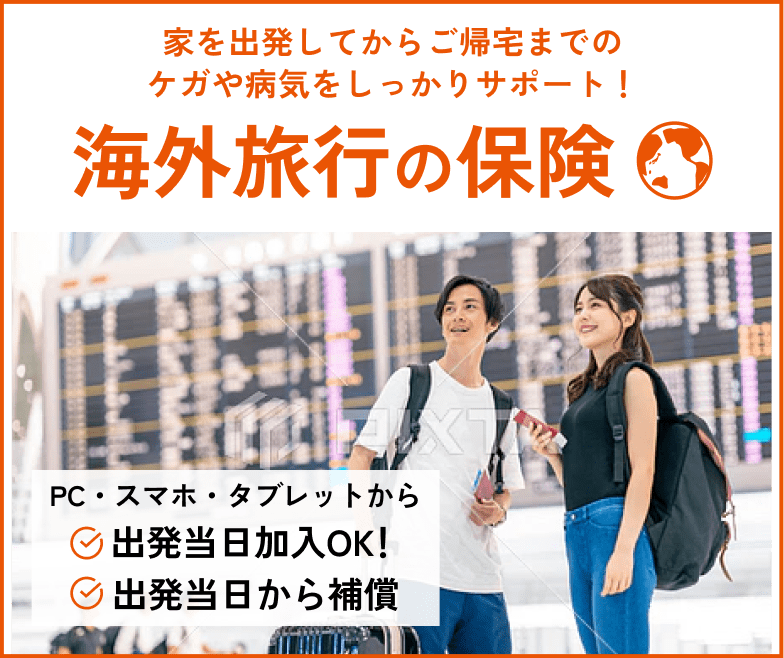 家を出発してからご帰宅までの
ケガや病気をしっかりサポート！
海外旅行の保険
PIXTA
PC・スマホ・タブレットから
出発当日加入OK!
出発当日から補償